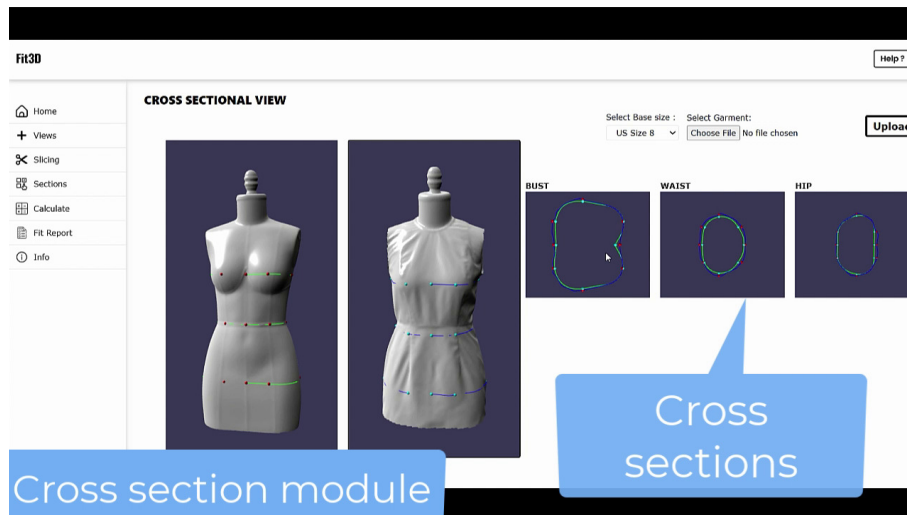 Fit3D
Help ?
Home
Views
Slicing
Sections
Calculate
Fit Report
Info
CROSS SECTIONAL VIEW
Select Base size :
US Size 8
Select Garment:
Choose File No file chosen
BUST
WAIST
HIP
Cross
sections
Cross section module